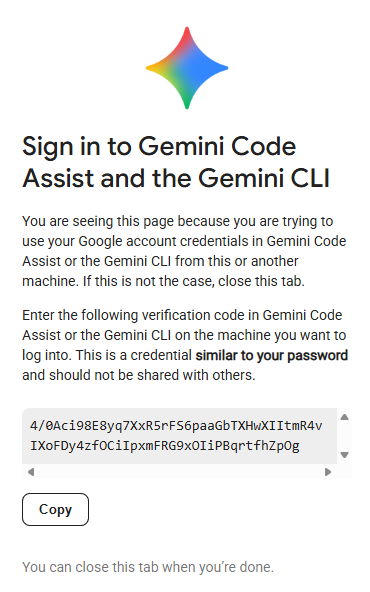 Sign in to Gemini Code
Assist and the Gemini CLI
You are seeing this page because you are trying to
use your Google account credentials in Gemini Code
Assist or the Gemini CLI from this or another
machine. If this is not the case, close this tab.
Enter the following verification code in Gemini Code
Assist or the Gemini CLI on the machine you want to
log into. This is a credential similar to your password
and should not be shared with others.
4/0Aci98E8yq7XxR5rFS6paaGbTXHwXIItmR4v
IXoFDy4zfOCiIpxmFRG9xOIiPBqrtfhZpOg
Copy
You can close this tab when you’re done.